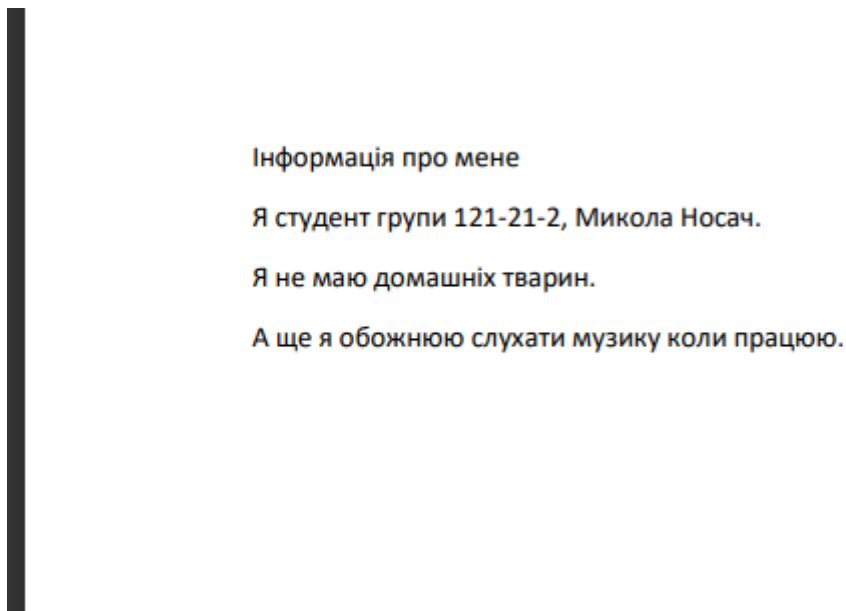 Інформація про мене
Я студент групи 121-21-2, Микола Носач.
Я не маю домашніх тварин.
А ще я обожнюю слухати музику коли працюю.